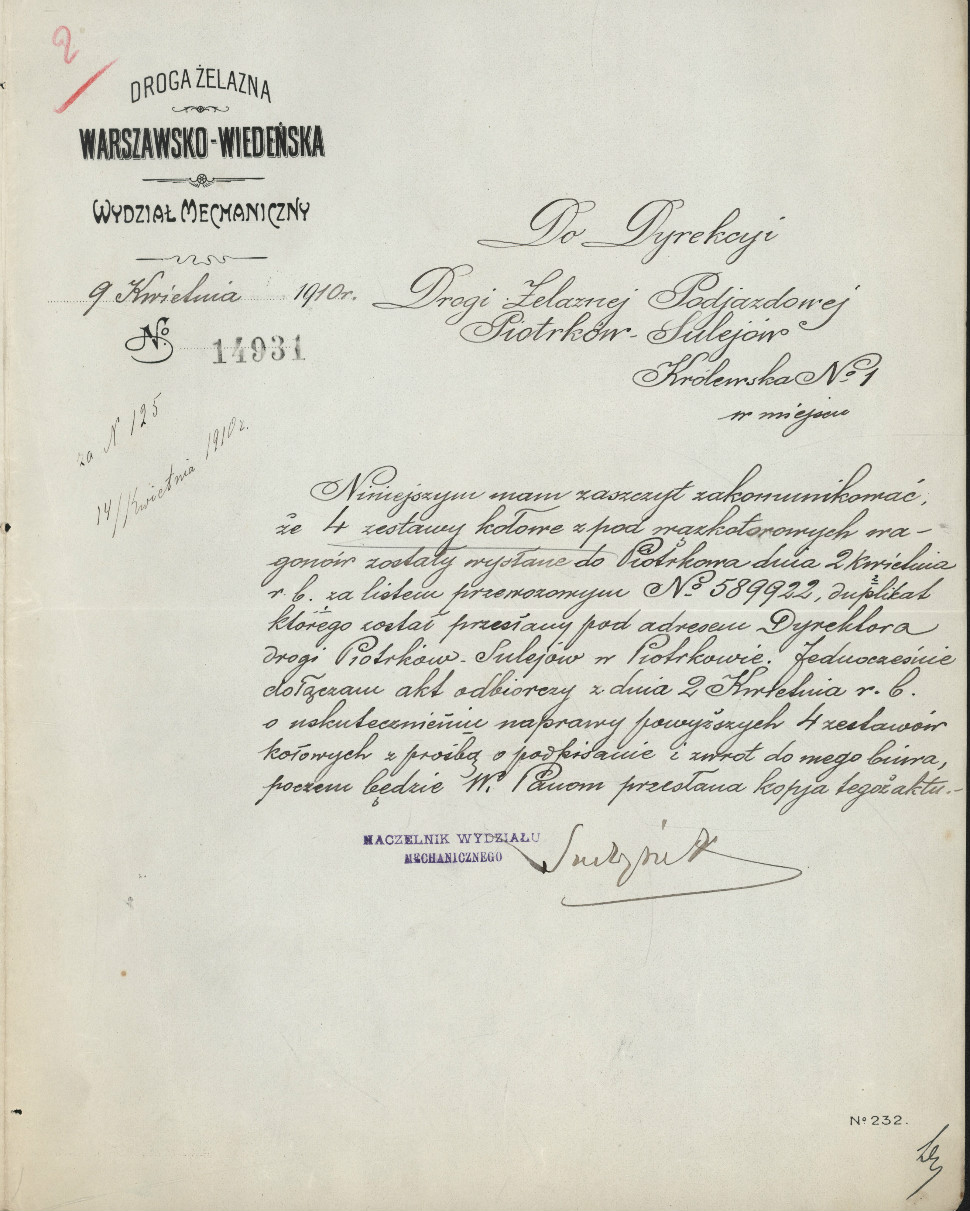 2
DROGA ŻELAZNA
WARSZAWSKO-WIEDEŃSKA
WYDZIAŁ MECHANICZNY
9 Kwietnia 1910 r.
No 14931
za N 125
14/Kwietnia 1910 r.
Do Dyrekcyi
Drogi Żelaznej Podjazdowej
Piotrków-Sulejów
Królewska No 1
w miejscu
Niniejszym mam zaszczyt zakomunikować,
że 4 zestawy kołowe z pod wązkotorowych wa-
gonów zostały wysłane do Piotrkowa dnia 2 kwietnia
r. b. za listem przewozowym No 589922, duplicat
którego został przesłany pod adresem Dyrektora
drogi Piotrków-Sulejów w Piotrkowie. Jednocześnie
dołączam akt odbiorczy z dnia 2 Kwietnia r. b.
o uskutecznieniu naprawy powyższych 4 zestawów
kołowych z prośbą o podpisanie i zwrot do mego biura,
poczem będzie W. Panom przesłana kopja tegoż aktu.-
NACZELNIK WYDZIAŁU
MECHANICZNEGO
No 232.